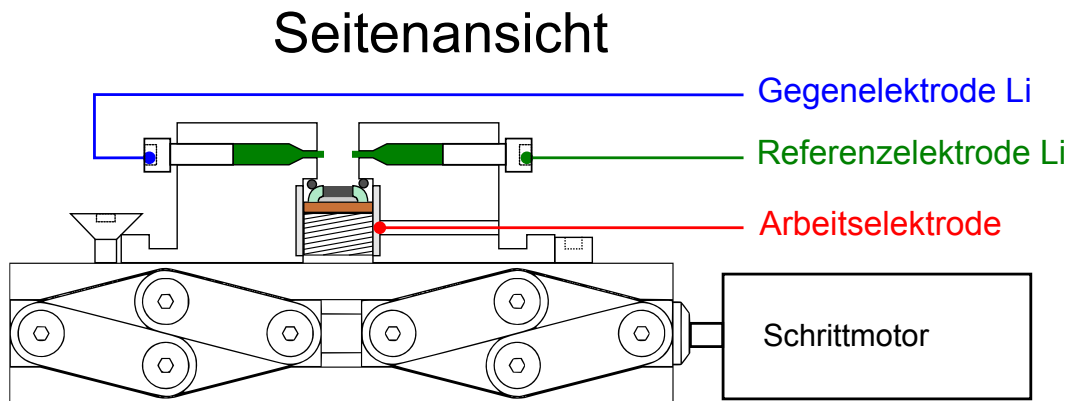 Seitenansicht
Gegenelektrode Li
Referenzelektrode Li
Arbeitselektrode
Schrittmotor